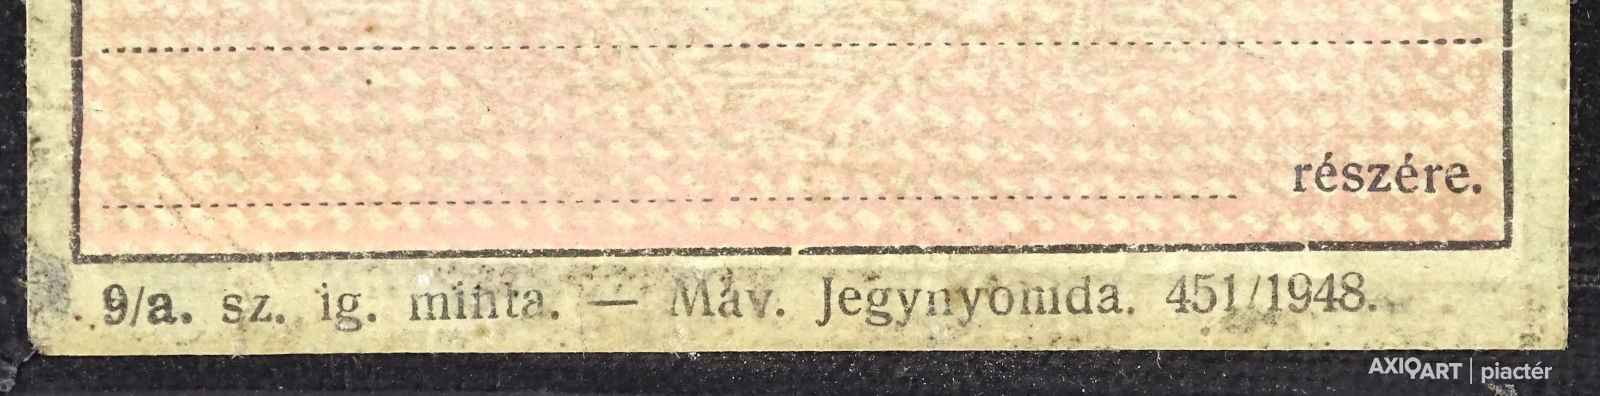 részére.
9/a. sz. ig. minta. — Máv. Jegynyomda. 451/1948.
AXIOART | piactér